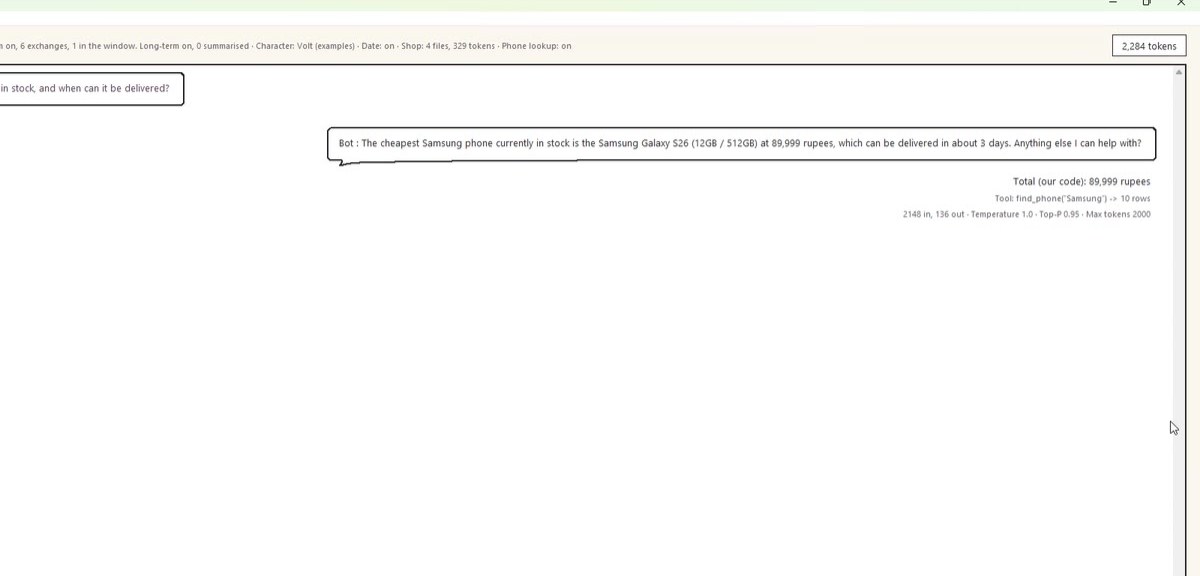 on, 6 exchanges, 1 in the window. Long-term on, 0 summarised · Character: Volt (examples) · Date: on · Shop: 4 files, 329 tokens · Phone lookup: on
2,284 tokens
in stock, and when can it be delivered?
Bot : The cheapest Samsung phone currently in stock is the Samsung Galaxy S26 (12GB / 512GB) at 89,999 rupees, which can be delivered in about 3 days. Anything else I can help with?
Total (our code): 89,999 rupees
Tool: find_phone('Samsung') -> 10 rows
2148 in, 136 out · Temperature 1.0 · Top-P 0.95 · Max tokens 2000